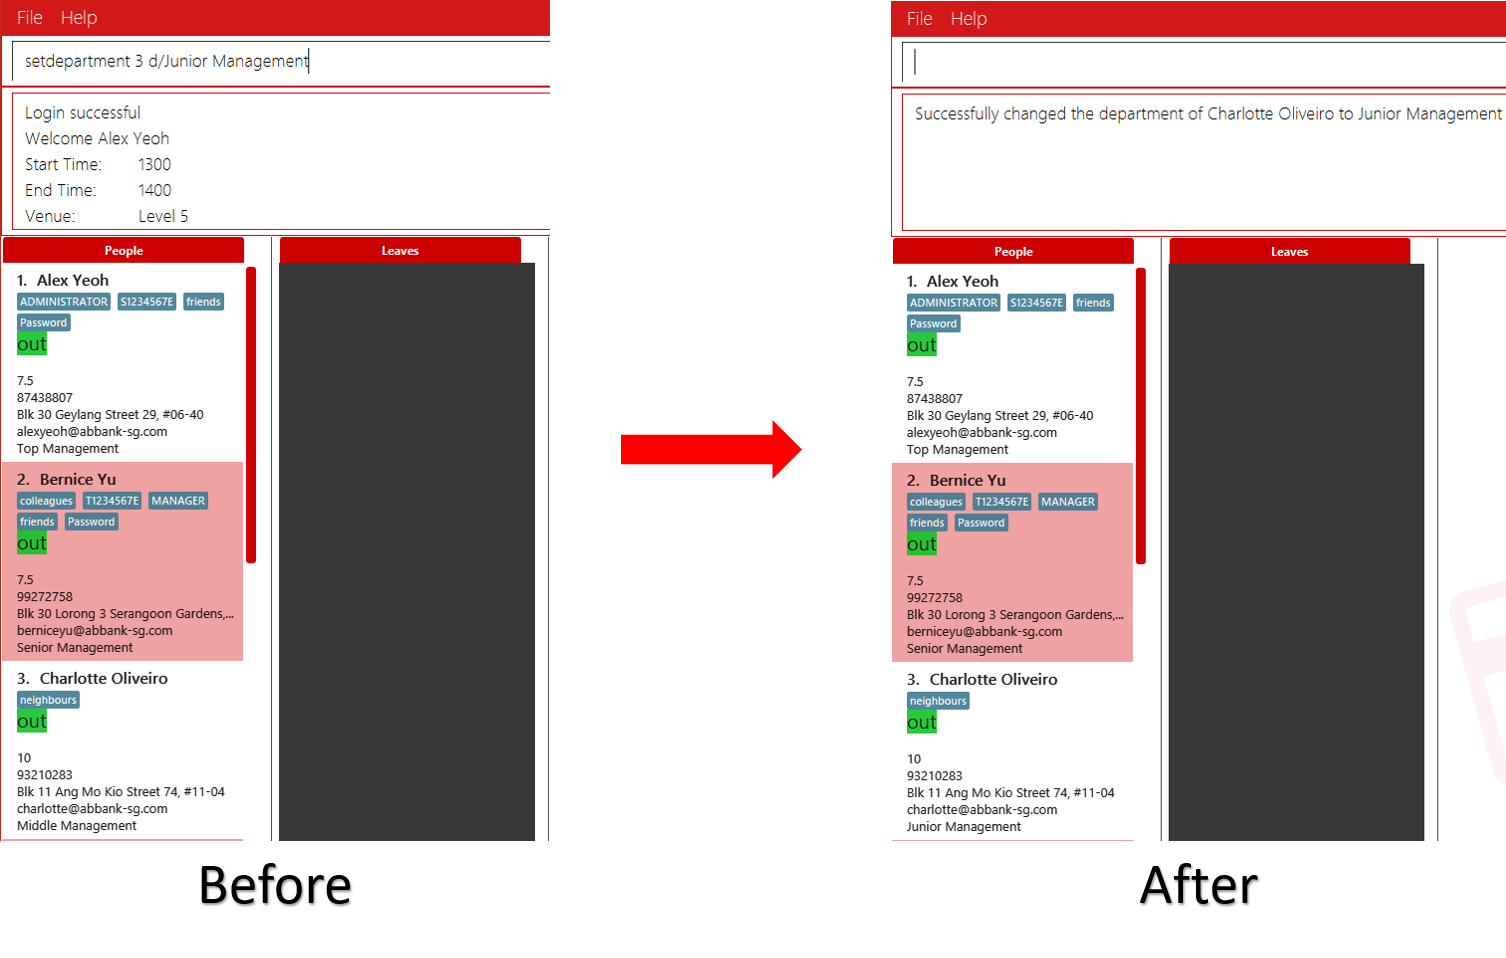 File Help
setdepartment 3 d/Junior Management
Login successful
Welcome Alex Yeoh
Start Time: 1300
End Time: 1400
Venue: Level 5
People
Leaves
1. Alex Yeoh
ADMINISTRATOR S1234567E friends
Password
out
7.5
87438807
Blk 30 Geylang Street 29, #06-40
alexyeoh@abbank-sg.com
Top Management
2. Bernice Yu
colleagues T1234567E MANAGER
friends Password
out
7.5
99272758
Blk 30 Lorong 3 Serangoon Gardens,...
berniceyu@abbank-sg.com
Senior Management
3. Charlotte Oliveiro
neighbours
out
10
93210283
Blk 11 Ang Mo Kio Street 74, #11-04
charlotte@abbank-sg.com
Middle Management
Before
File Help
Successfully changed the department of Charlotte Oliveiro to Junior Management
People
Leaves
1. Alex Yeoh
ADMINISTRATOR S1234567E friends
Password
out
7.5
87438807
Blk 30 Geylang Street 29, #06-40
alexyeoh@abbank-sg.com
Top Management
2. Bernice Yu
colleagues T1234567E MANAGER
friends Password
out
7.5
99272758
Blk 30 Lorong 3 Serangoon Gardens,...
berniceyu@abbank-sg.com
Senior Management
3. Charlotte Oliveiro
neighbours
out
10
93210283
Blk 11 Ang Mo Kio Street 74, #11-04
charlotte@abbank-sg.com
Junior Management
After